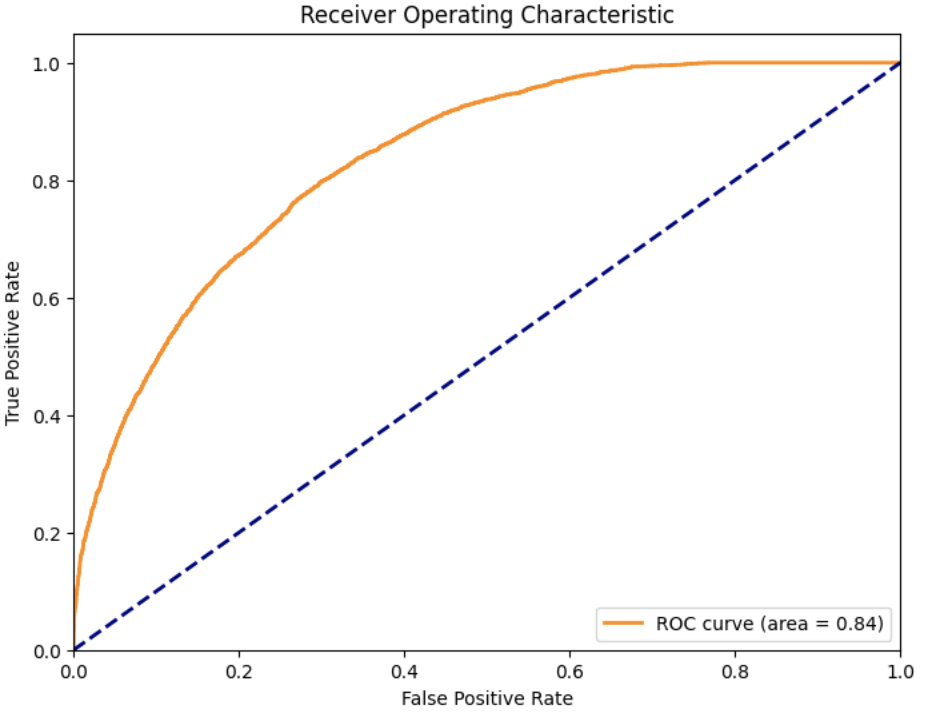 Receiver Operating Characteristic
True Positive Rate
1.0
0.8
0.6
0.4
0.2
0.0
ROC curve (area = 0.84)
0.0 0.2 0.4 0.6 0.8 1.0
False Positive Rate